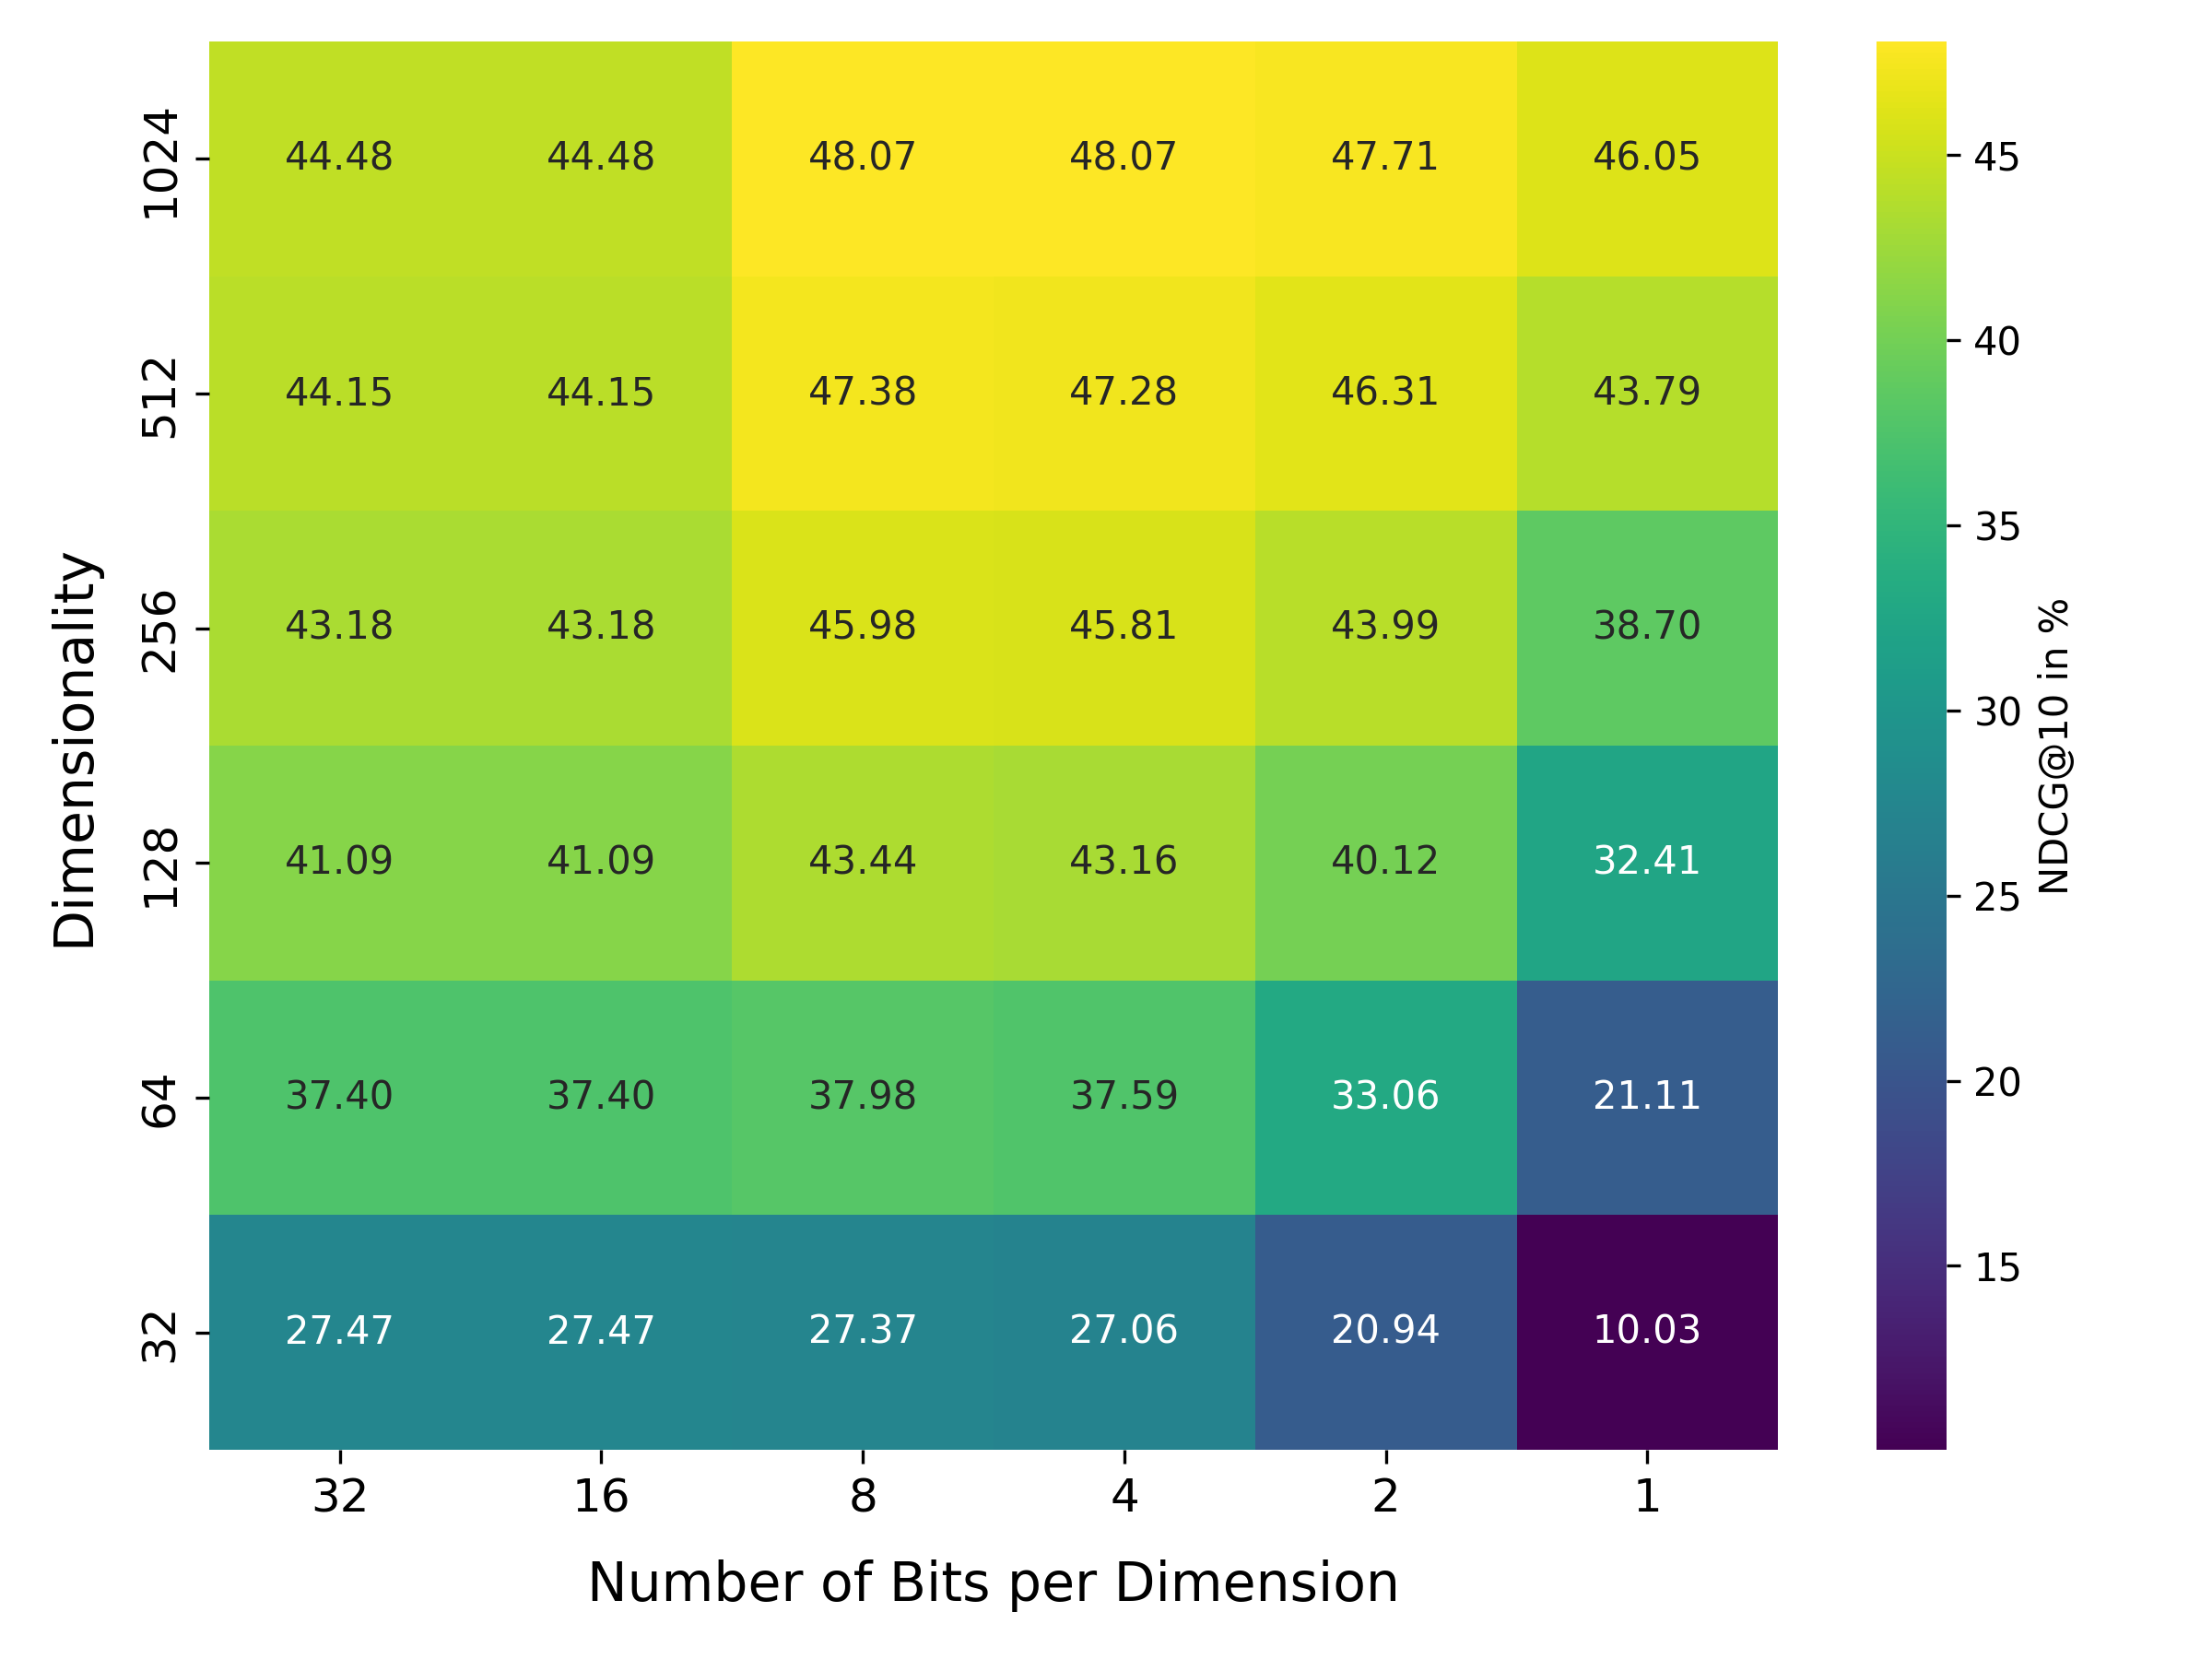 1024 44.48 44.48 48.07 48.07 47.71 46.05
512 44.15 44.15 47.38 47.28 46.31 43.79
256 43.18 43.18 45.98 45.81 43.99 38.70
128 41.09 41.09 43.44 43.16 40.12 32.41
64 37.40 37.40 37.98 37.59 33.06 21.11
32 27.47 27.47 27.37 27.06 20.94 10.03
32 16 8 4 2 1
Number of Bits per Dimension
Dimensionality
45
40
35
30
25
20
15
NDCG@10 in %